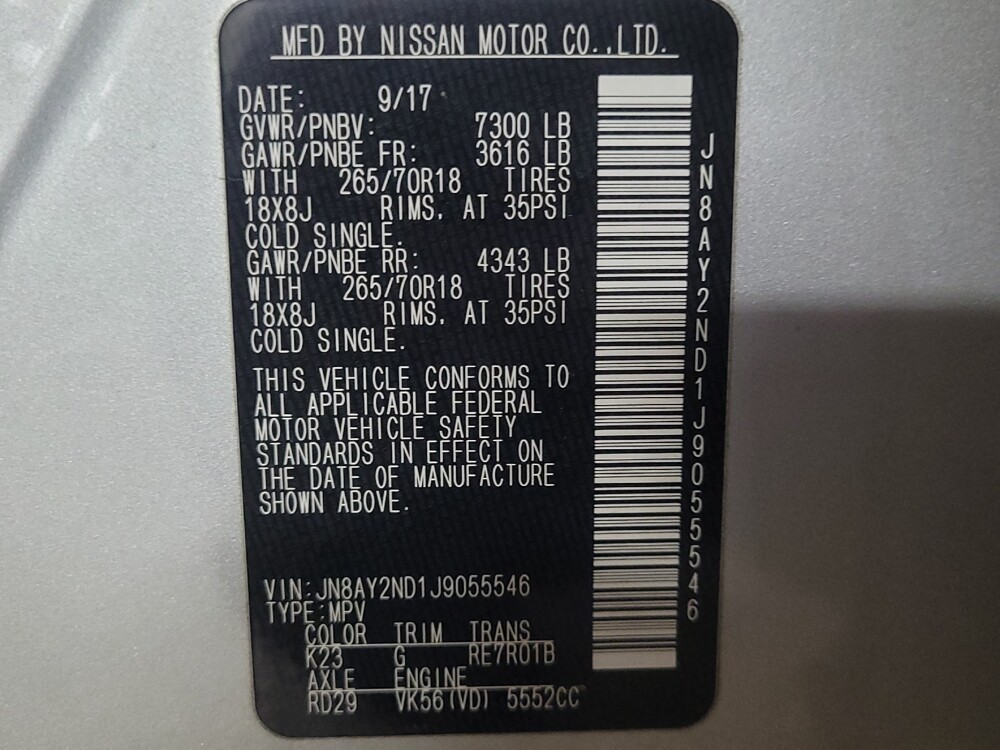 MFD BY NISSAN MOTOR CO.,LTD.
DATE: 9/17
GVWR/PNBV: 7300 LB
GAWR/PNBE FR: 3616 LB
WITH 265/70R18 TIRES
18X8J RIMS, AT 35PSI
COLD SINGLE.
GAWR/PNBE RR: 4343 LB
WITH 265/70R18 TIRES
18X8J RIMS, AT 35PSI
COLD SINGLE.
THIS VEHICLE CONFORMS TO
ALL APPLICABLE FEDERAL
MOTOR VEHICLE SAFETY
STANDARDS IN EFFECT ON
THE DATE OF MANUFACTURE
SHOWN ABOVE.
VIN:JN8AY2ND1J9055546
TYPE:MPV
COLOR TRIM TRANS
K23 G RE7R01B
AXLE ENGINE
RD29 VK56(VD) 5552CC
JN8AY2ND1J9055546